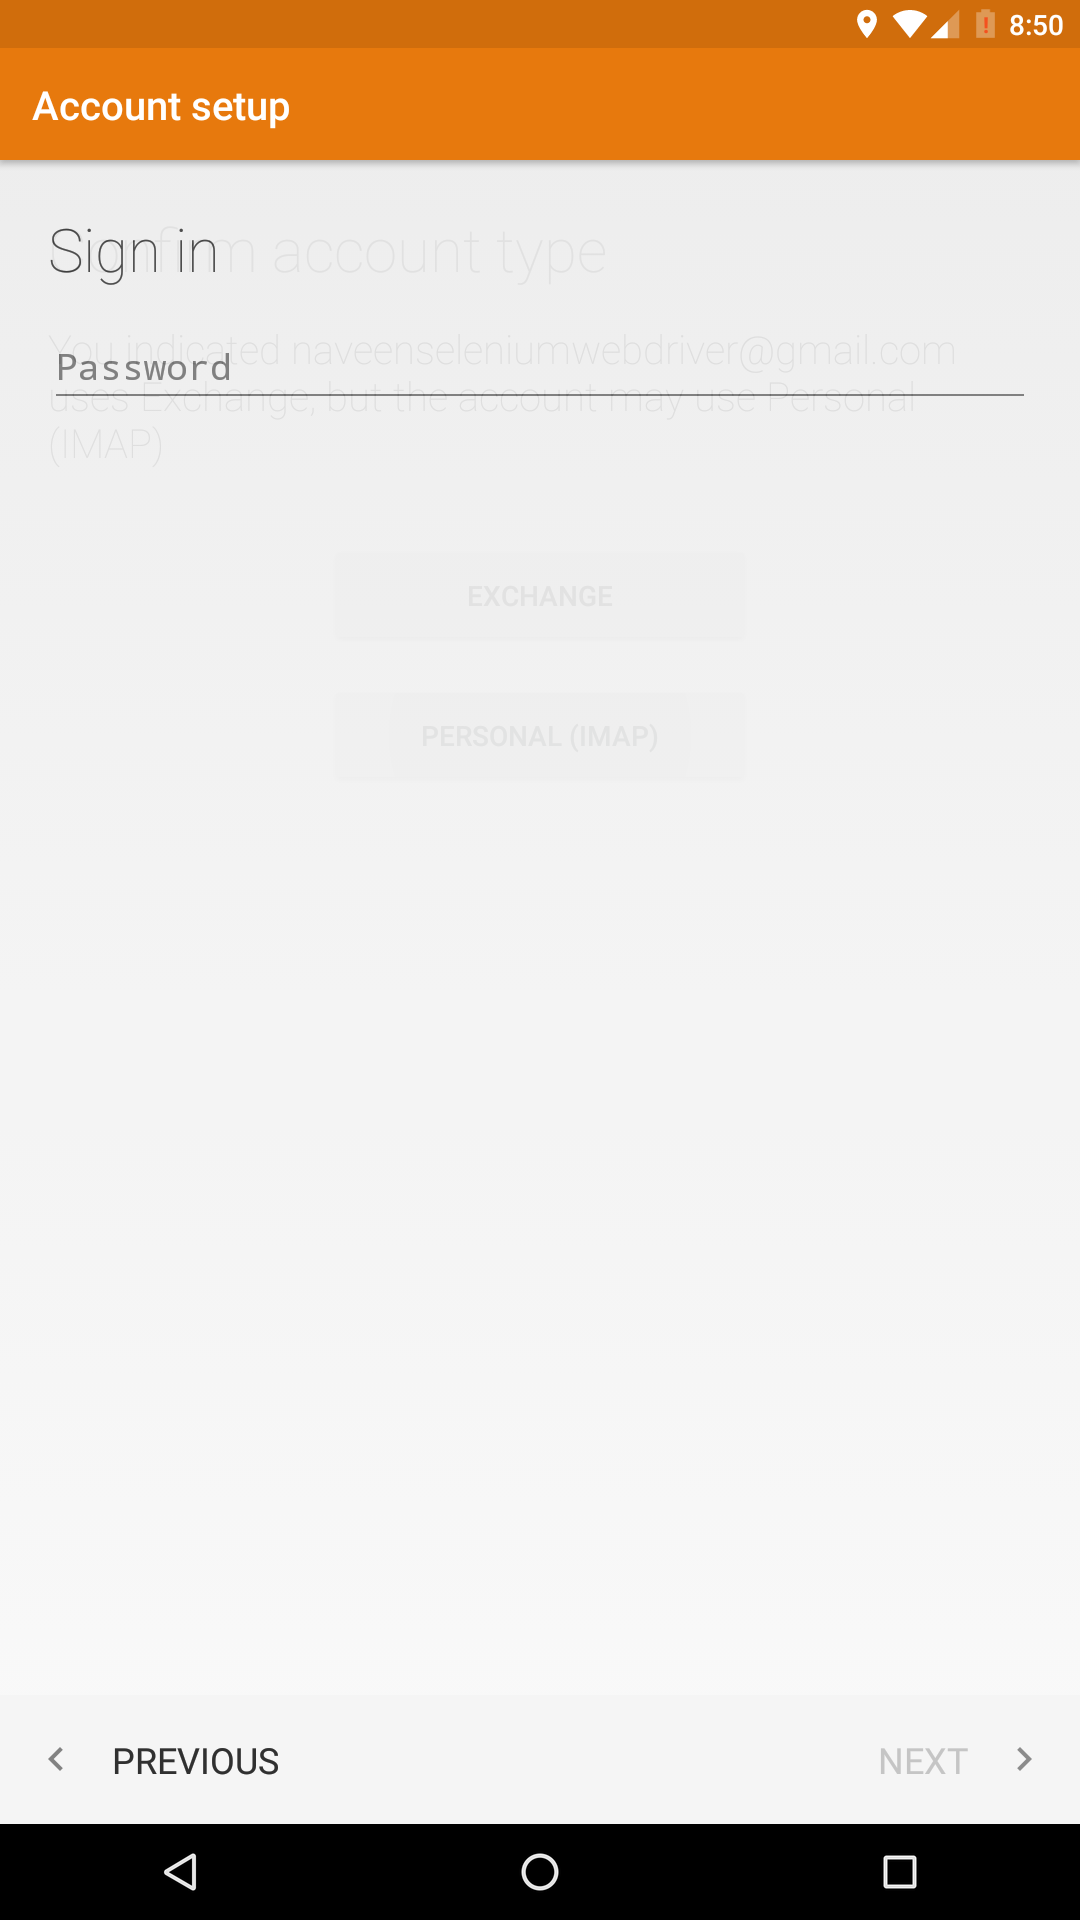 8:50
Account setup
Sign in
Confirm account type
You indicated naveenseleniumwebdriver@gmail.com
Password
uses Exchange, but the account may use Personal
(IMAP)
EXCHANGE
PERSONAL (IMAP)
PREVIOUS
NEXT